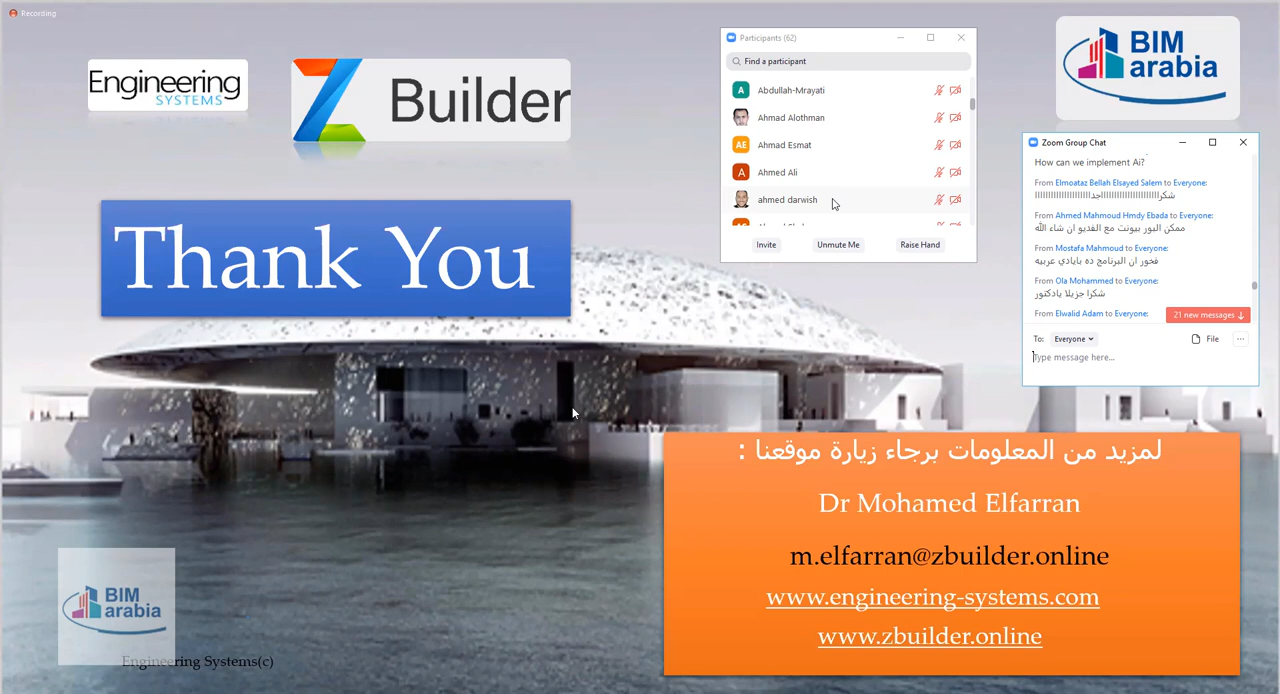 Recording
Engineering
SYSTEMS
Builder
Thank You
Participants (62)
Find a participant
A Abdullah-Mrayati
Ahmad Alothman
AE Ahmad Esmat
A Ahmed Ali
ahmed darwish
Invite Unmute Me Raise Hand
BIM
arabia
Zoom Group Chat
How can we implement Ai?
From Elmoataz Bellah Elsayed Salem to Everyone:
From Ahmed Mahmoud Hmdy Ebada to Everyone:
ممكن البور بيونت مع الفديو ان شاء الله
From Mostafa Mahmoud to Everyone:
فخور ان البرنامج ده بايادي عربيه
From Ola Mohammed to Everyone:
شكرا جزيلا يادكتور
From Elwalid Adam to Everyone:
21 new messages
To: Everyone File ...
Type message here...
لمزيد من المعلومات برجاء زيارة موقعنا :
Dr Mohamed Elfarran
m.elfarran@zbuilder.online
www.engineering-systems.com
www.zbuilder.online
BIM
arabia
Engineering Systems(c)